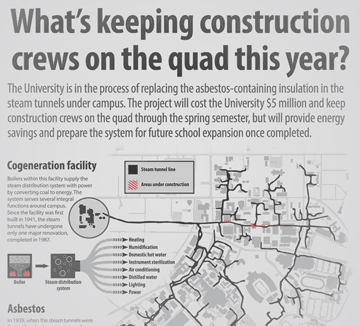 What's keeping construction
crews on the quad this year?
The University is in the process of replacing the asbestos-containing insulation in the
steam tunnels under campus. The project will cost the University $5 million and keep
construction crews on the quad through the spring semester, but will provide energy
savings and prepare the system for future school expansion once completed.
Cogeneration facility
Boilers within this facility supply the
steam distribution system with power
by converting coal to energy. The
system serves several integral
functions around campus.
Since the facility was first
built in 1941, the steam
tunnels have undergone
only one major renovation,
completed in 1987.
Steam tunnel line
Areas under construction
Heating
Humidification
Domestic hot water
Instrument sterilization
Air conditioning
Distilled water
Lighting
Power
Boiler
Steam distribution
system
Asbestos
In 1939, when the steam tunnels were